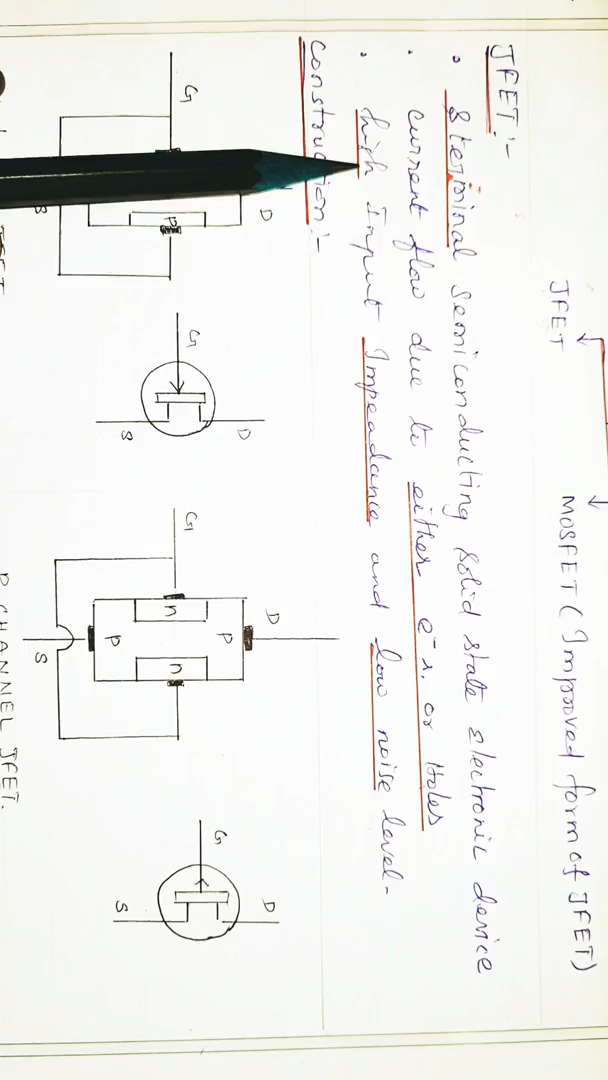 JFET
MOSFET (Improved form of JFET)
JFET:-
• 3 terminal Semiconducting Solid state electronic device
• current flow due to either e⁻s, or Holes
• high Input Impeadance and low noise level-
Construction:-
G D P S
G D S
G D n P P n S
G D S
P CHANNEL JFET.